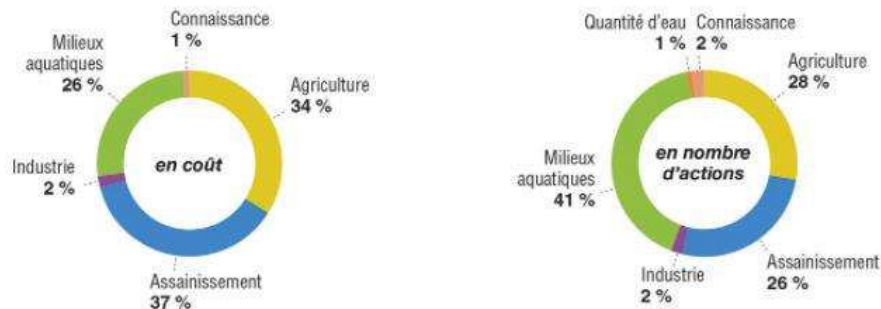 Connaissance
1 %
Milieux
aquatiques
26 %
Agriculture
34 %
Industrie
2 %
en coût
Assainissement
37 %
Quantité d'eau
1 %
Connaissance
2 %
Agriculture
28 %
Milieux
aquatiques
41 %
en nombre
d'actions
Industrie
2 %
Assainissement
26 %